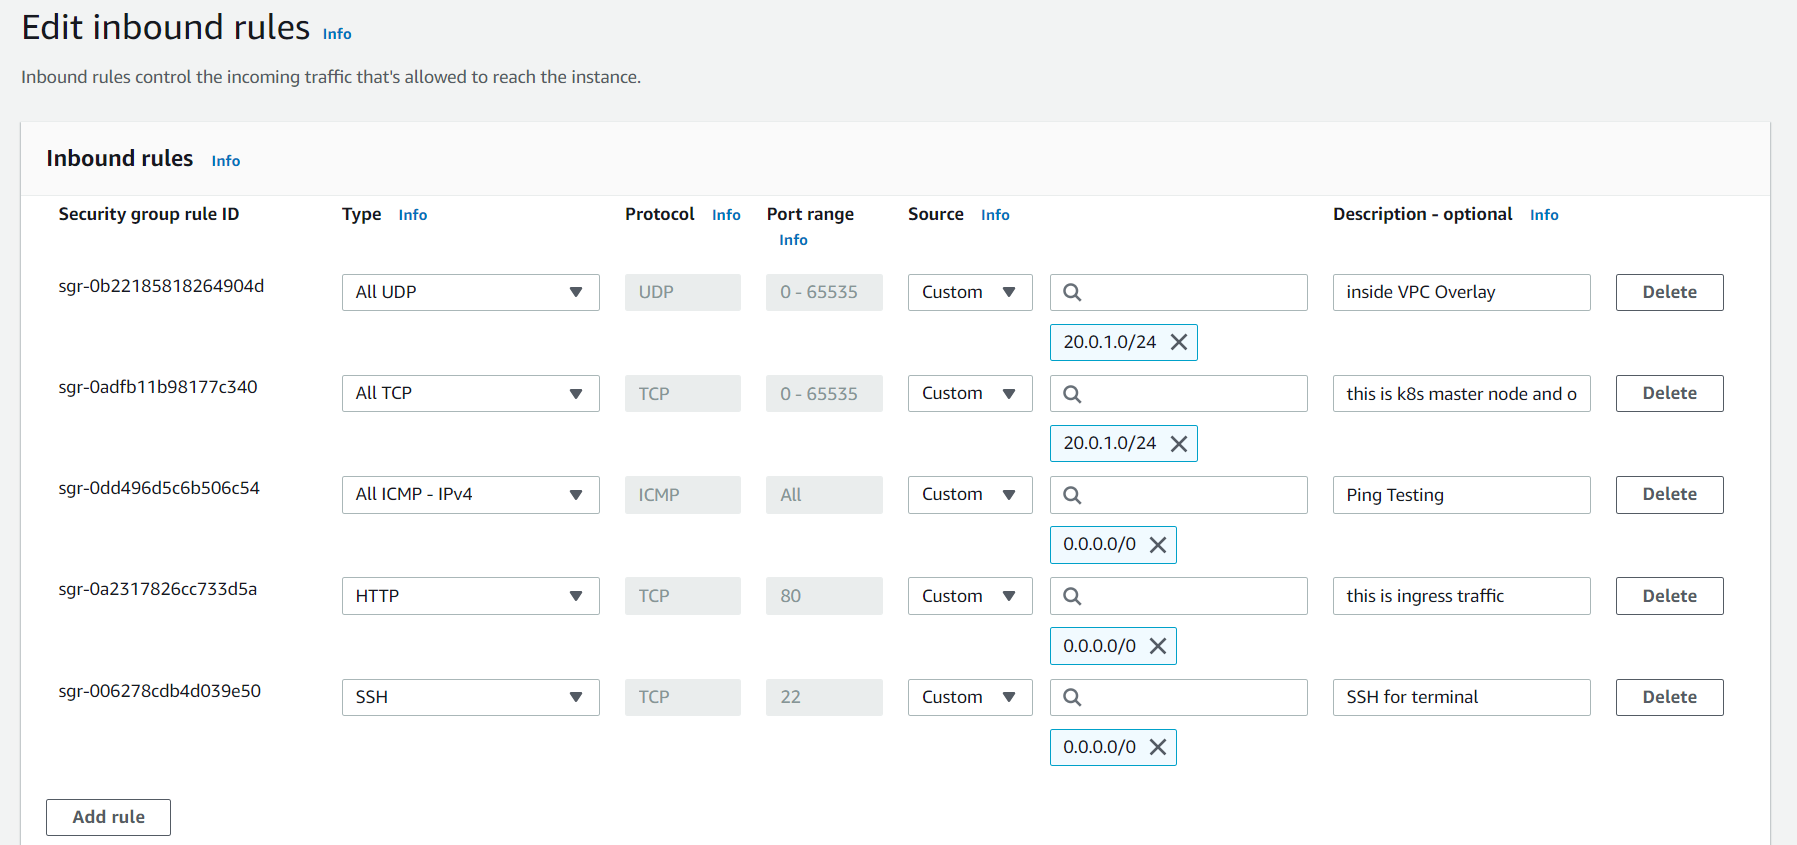 Edit inbound rules Info
Inbound rules control the incoming traffic that's allowed to reach the instance.
Inbound rules Info
Security group rule ID Type Info Protocol Info Port range Info Source Info Description - optional Info
sgr-0b22185818264904d All UDP UDP 0 - 65535 Custom inside VPC Overlay Delete
20.0.1.0/24
sgr-0adfb11b98177c340 All TCP TCP 0 - 65535 Custom this is k8s master node and o Delete
20.0.1.0/24
sgr-0dd496d5c6b506c54 All ICMP - IPv4 ICMP All Custom Ping Testing Delete
0.0.0.0/0
sgr-0a2317826cc733d5a HTTP TCP 80 Custom this is ingress traffic Delete
0.0.0.0/0
sgr-006278cdb4d039e50 SSH TCP 22 Custom SSH for terminal Delete
0.0.0.0/0
Add rule